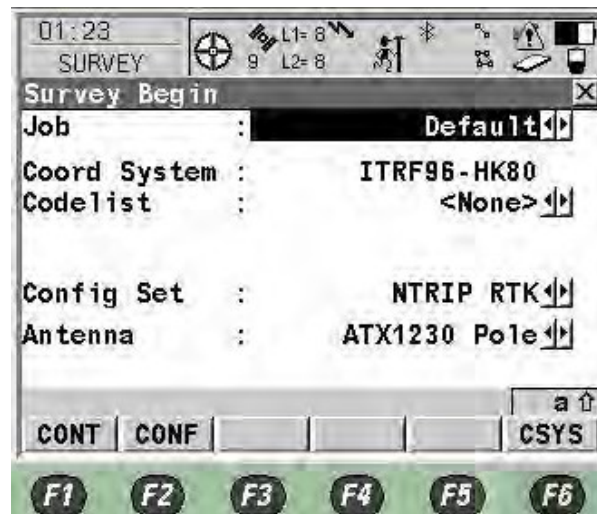 01:23
SURVEY
9 L1= 8
L2= 8
Survey Begin
Job : Default
Coord System : ITRF96-HK80
Codelist : <None>
Config Set : NTRIP RTK
Antenna : ATX1230 Pole
a
CONT CONF CSYS
F1 F2 F3 F4 F5 F6